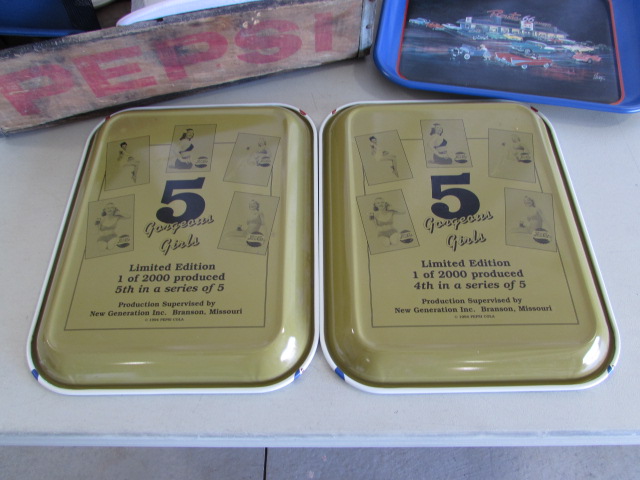 PEPSI
5
Gorgeous
Girls
Limited Edition
1 of 2000 produced
5th in a series of 5
Production Supervised by
New Generation Inc. Branson, Missouri
5
Gorgeous
Girls
Limited Edition
1 of 2000 produced
4th in a series of 5
Production Supervised by
New Generation Inc. Branson, Missouri